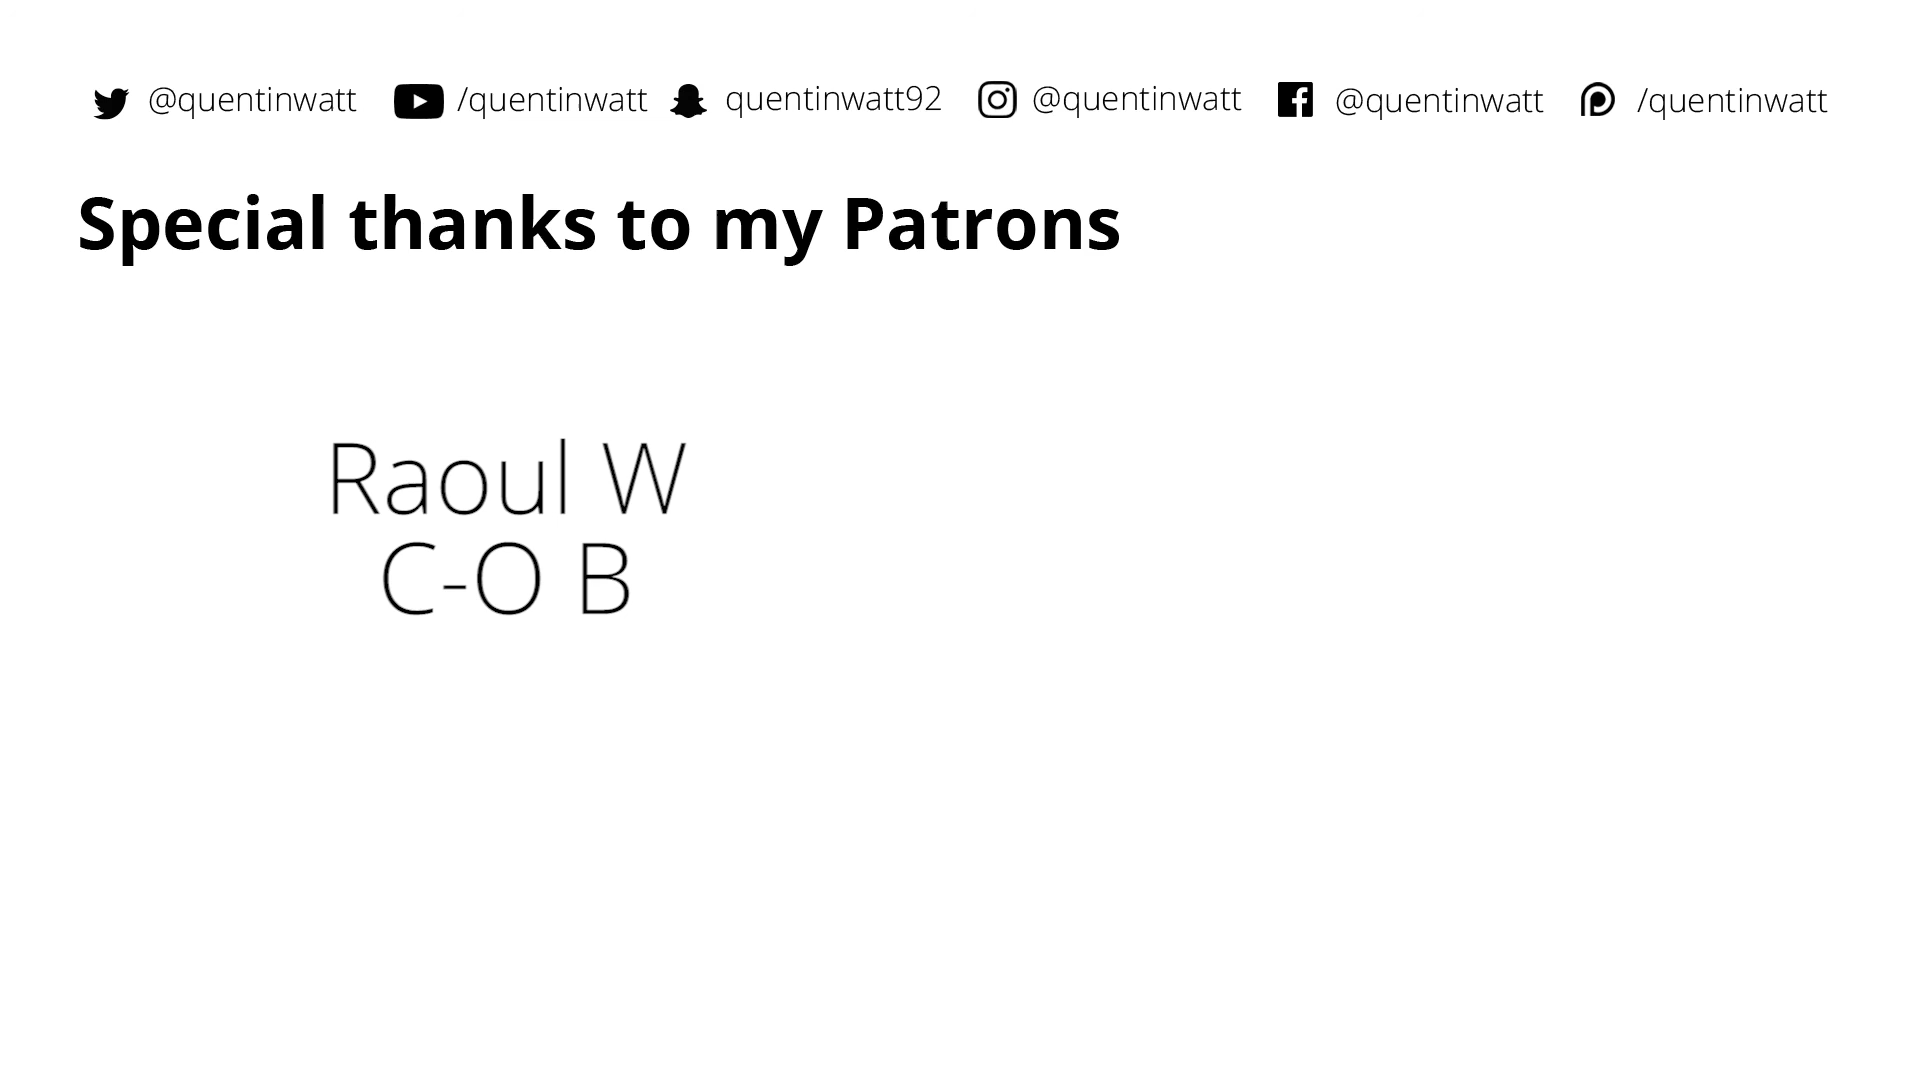 @quentinwatt /quentinwatt quentinwatt92 @quentinwatt @quentinwatt /quentinwatt
Special thanks to my Patrons
Raoul W
C-O B